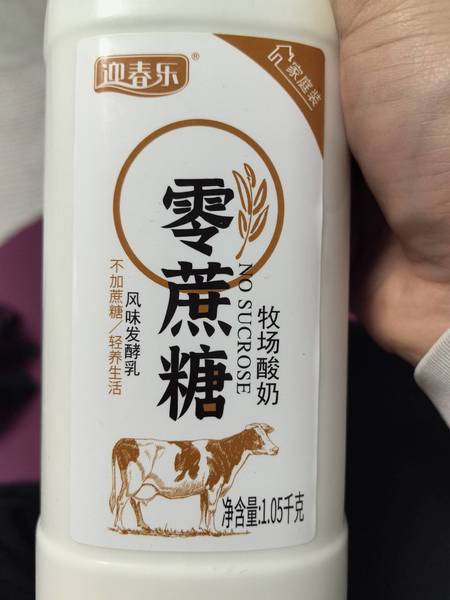 迎春乐®
家庭装
零蔗糖
NO SUCROSE
牧场酸奶
风味发酵乳
不加蔗糖/轻养生活
净含量:1.05千克